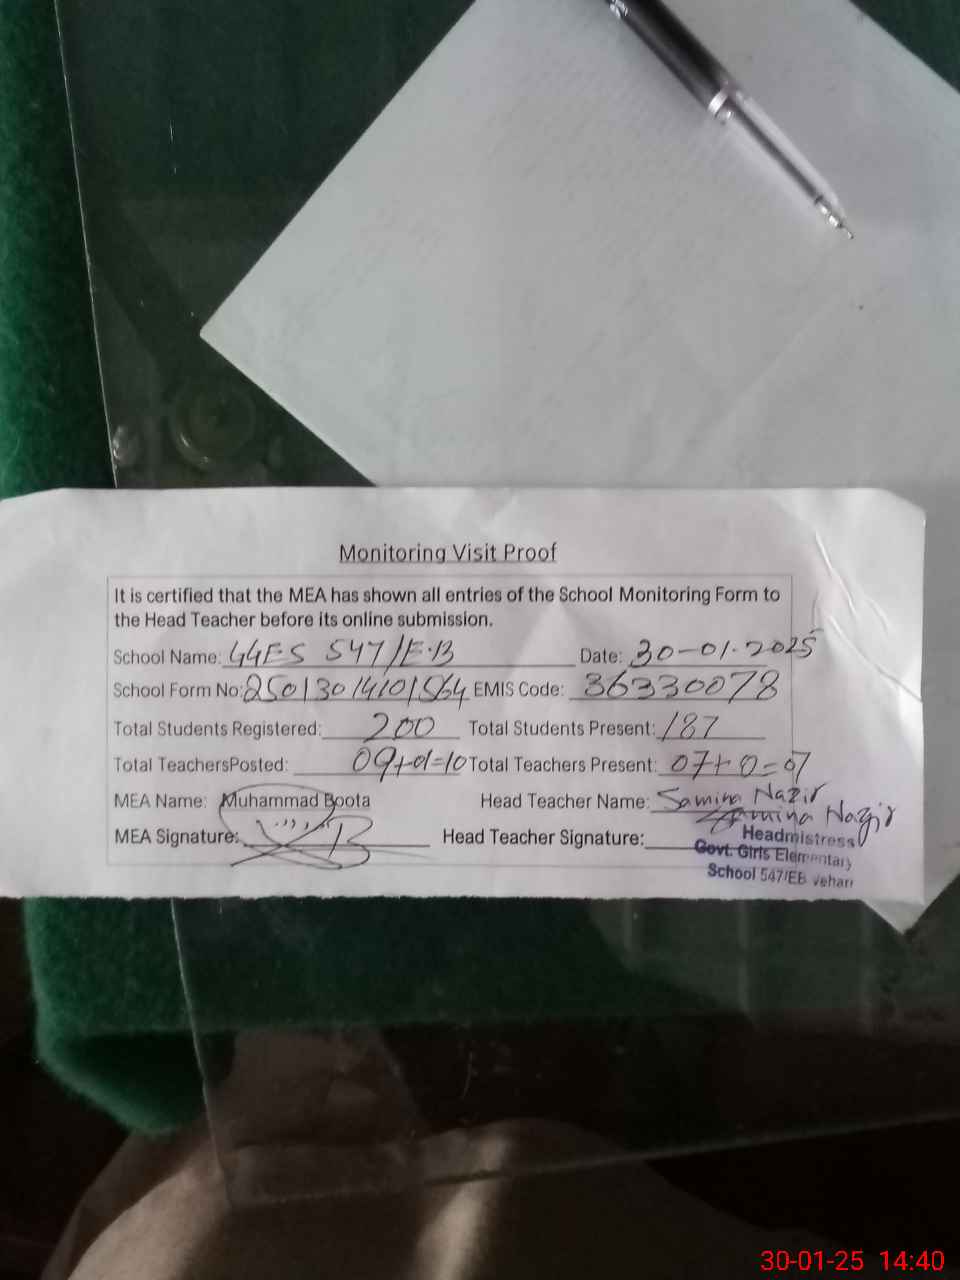 Monitoring Visit Proof
It is certified that the MEA has shown all entries of the School Monitoring Form to
the Head Teacher before its online submission.
School Name: GGES 547/E.B Date: 30-01-2025
School Form No: 25013014101564 EMIS Code: 36330078
Total Students Registered: 200 Total Students Present: 187
Total TeachersPosted: 09+01=10 Total Teachers Present: 07+0=07
MEA Name: Muhammad Boota Head Teacher Name: Samina Nazir
MEA Signature: Head Teacher Signature: Samina Nazir
Headmistress
Govt. Girls Elementary
School 547/EB Vehari
30-01-25 14:40